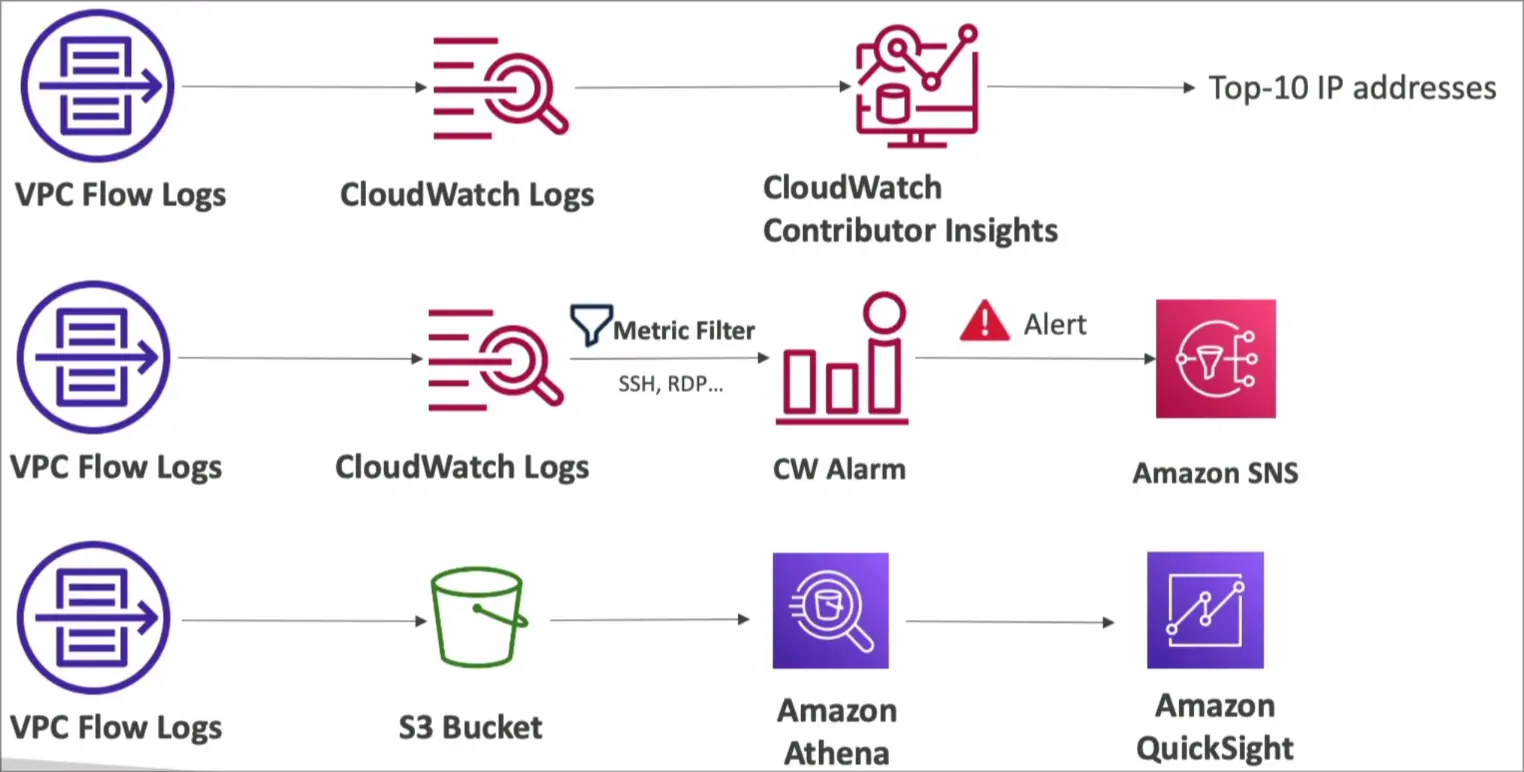 Top-10 IP addresses
VPC Flow Logs
CloudWatch Logs
CloudWatch
Contributor Insights
Metric Filter
SSH, RDP...
Alert
VPC Flow Logs
CloudWatch Logs
CW Alarm
Amazon SNS
VPC Flow Logs
S3 Bucket
Amazon
Athena
Amazon
QuickSight